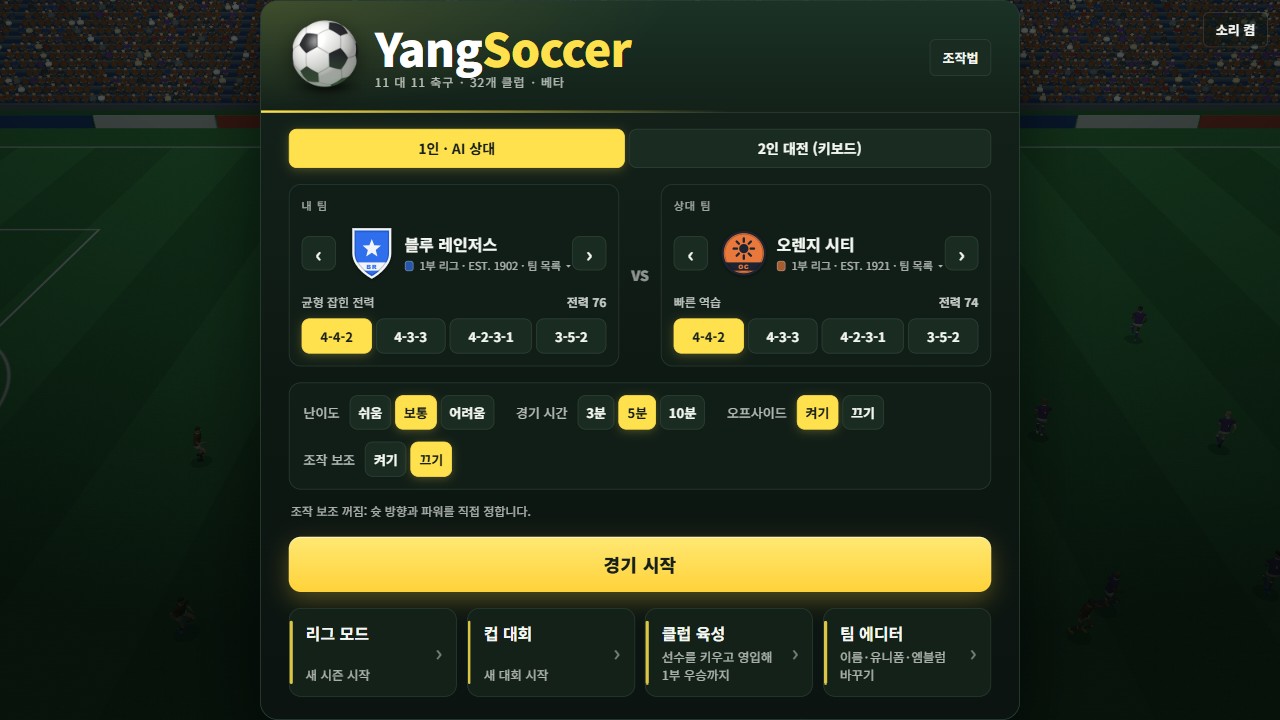 소리 켬
YangSoccer
11 대 11 축구 · 32개 클럽 · 베타
조작법
1인 · AI 상대
2인 대전 (키보드)
내 팀
‹
BR
블루 레인저스
1부 리그 · EST. 1902 · 팀 목록
›
균형 잡힌 전력
전력 76
4-4-2
4-3-3
4-2-3-1
3-5-2
VS
상대 팀
‹
OC
오렌지 시티
1부 리그 · EST. 1921 · 팀 목록
›
빠른 역습
전력 74
4-4-2
4-3-3
4-2-3-1
3-5-2
난이도 쉬움 보통 어려움 경기 시간 3분 5분 10분 오프사이드 켜기 끄기
조작 보조 켜기 끄기
조작 보조 꺼짐: 슛 방향과 파워를 직접 정합니다.
경기 시작
리그 모드
새 시즌 시작
›
컵 대회
새 대회 시작
›
클럽 육성
선수를 키우고 영입해
1부 우승까지
›
팀 에디터
이름·유니폼·엠블럼
바꾸기
›